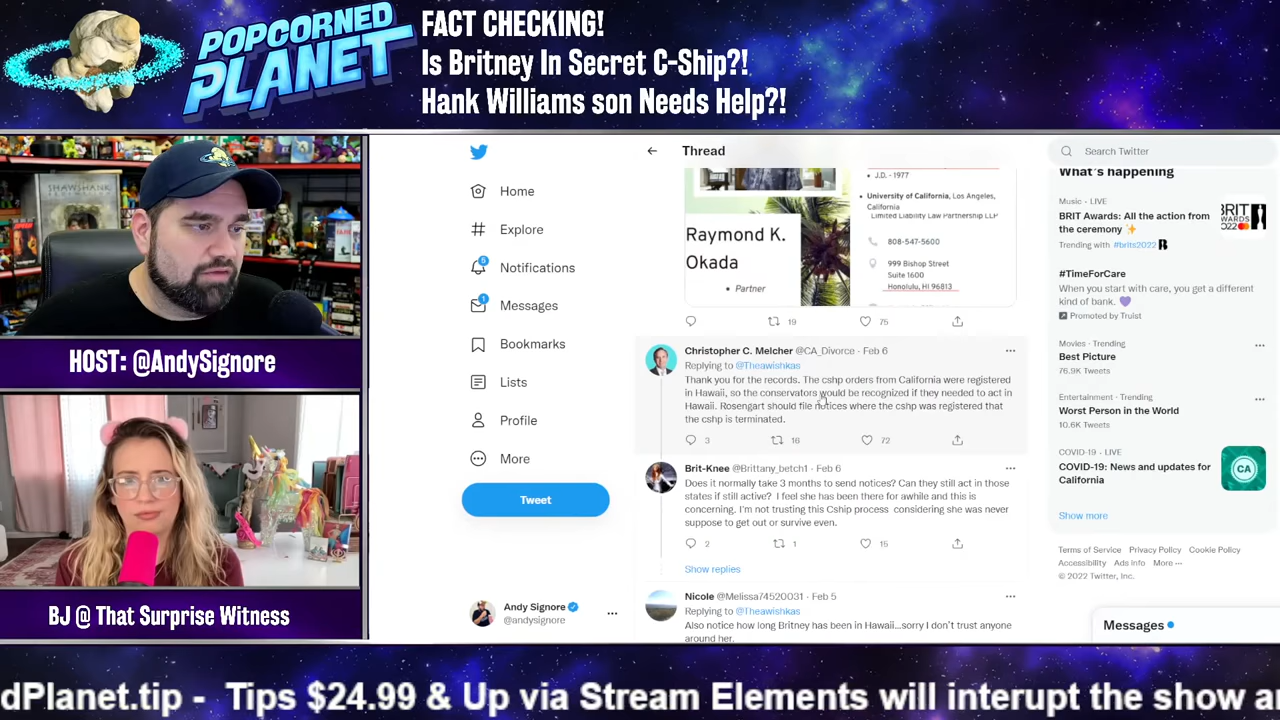 POPCORNED
PLANET
FACT CHECKING!
Is Britney In Secret C-Ship?!
Hank Williams son Needs Help?!
SHAWSHANK
HOST: @AndySignore
BJ @ That Surprise Witness
Home
Explore
5
Notifications
1
Messages
Bookmarks
Lists
Profile
More
Tweet
Andy Signore
@andysignore
Thread
Raymond K.
Okada
• Partner
• J.D. - 1977
• University of California, Los Angeles,
California
Limited Liability Law Partnership LLP
808-547-5600
999 Bishop Street
Suite 1600
Honolulu, HI 96813
19
75
Christopher C. Melcher @CA_Divorce · Feb 6
Replying to @Theawishkas
Thank you for the records. The cshp orders from California were registered
in Hawaii, so the conservators would be recognized if they needed to act in
Hawaii. Rosengart should file notices where the cshp was registered that
the cshp is terminated.
3
16
72
Brit-Knee @Brittany_betch1 · Feb 6
Does it normally take 3 months to send notices? Can they still act in those
states if still active? I feel she has been there for awhile and this is
concerning. I'm not trusting this Cship process considering she was never
suppose to get out or survive even.
2
1
15
Show replies
Nicole @Melissa74520031 · Feb 5
Replying to @Theawishkas
Also notice how long Britney has been in Hawaii...sorry I don't trust anyone
around her.
Search Twitter
What's happening
Music · LIVE
BRIT Awards: All the action from
the ceremony ✨
Trending with #brits2022
#TimeForCare
When you start with care, you get a different
kind of bank. 💜
Promoted by Truist
Movies · Trending
Best Picture
76.9K Tweets
Entertainment · Trending
Worst Person in the World
10.6K Tweets
COVID-19 · LIVE
COVID-19: News and updates for
California
CA
Show more
Terms of Service Privacy Policy Cookie Policy
Accessibility Ads info More ···
© 2022 Twitter, Inc.
Messages
dPlanet.tip - Tips $24.99 & Up via Stream Elements will interupt the show a